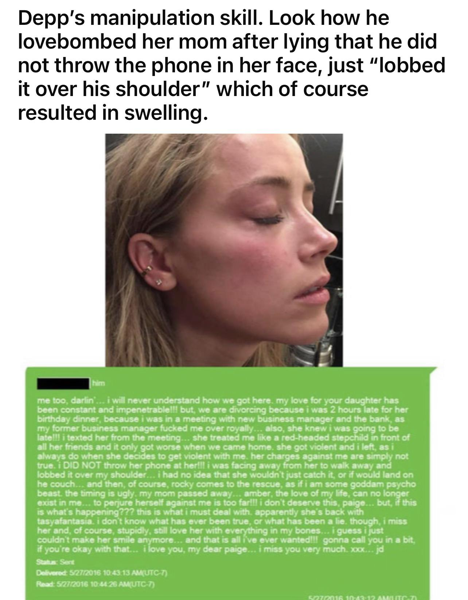 Depp's manipulation skill. Look how he
lovebombed her mom after lying that he did
not throw the phone in her face, just "lobbed
it over his shoulder" which of course
resulted in swelling.
him
me too, darlin'... i will never understand how we got here. my love for your daughter has
been constant and impenetrable!!! but, we are divorcing because i was 2 hours late for her
birthday dinner, because i was in a meeting with new business manager and the bank, as
my former business manager fucked me over royally... also, she knew i was going to be
late!!! i texted her from the meeting... she treated me like a red-headed stepchild in front of
all her friends and it only got worse when we came home. she got violent and i left, as i
always do when she decides to get violent with me. her charges against me are simply not
true. i DID NOT throw her phone at her!!! i was facing away from her to walk away and
lobbed it over my shoulder... i had no idea that she wouldn't just catch it, or if would land on
he couch... and then, of course, rocky comes to the rescue, as if i am some goddam psycho
beast. the timing is ugly. my mom passed away... amber, the love of my life, can no longer
exist in me... to perjure herself against me is too far!!! i don't deserve this, paige... but, if this
is what's happening??? this is what i must deal with. apparently she's back with
tasyafantasia. i don't know what has ever been true, or what has been a lie. though, i miss
her and, of course, stupidly, still love her with everything in my bones... i guess i just
couldn't make her smile anymore... and that is all i've ever wanted!!! gonna call you in a bit,
if you're okay with that... i love you, my dear paige... i miss you very much. xxx... jd
Status: Sent
Delivered: 5/27/2016 10:43:13 AM(UTC-7)
Read: 5/27/2016 10:44:26 AM(UTC-7)
5/27/2016 10:43:12 AM(UTC-7)